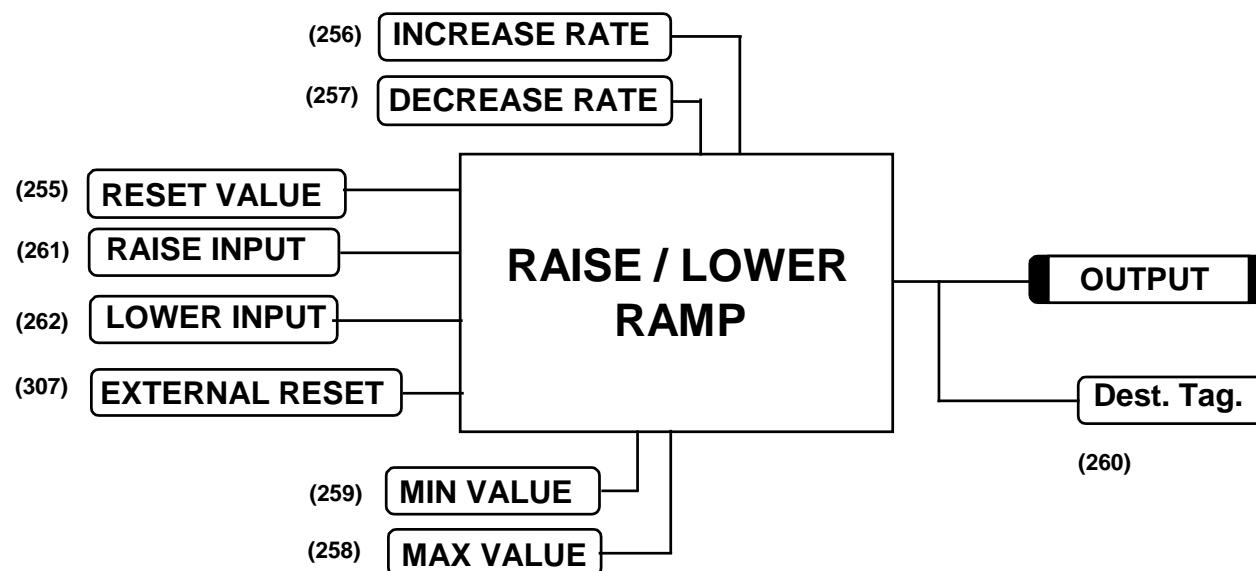 (256) INCREASE RATE
(257) DECREASE RATE
(255) RESET VALUE
(261) RAISE INPUT
(262) LOWER INPUT
(307) EXTERNAL RESET
RAISE / LOWER
RAMP
OUTPUT
Dest. Tag.
(260)
(259) MIN VALUE
(258) MAX VALUE